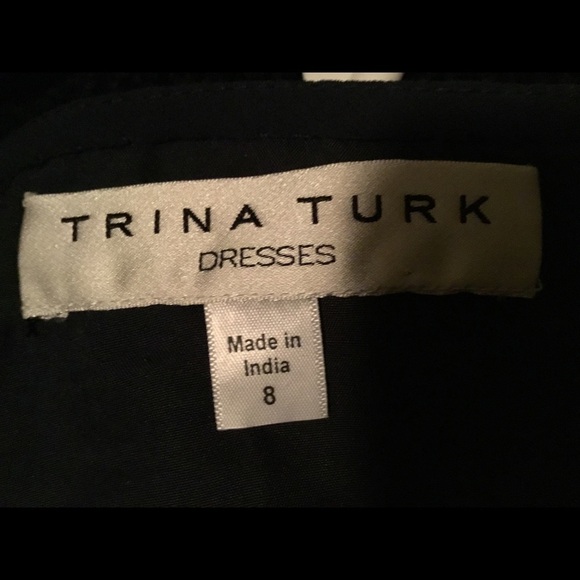 TRINA TURK
DRESSES
Made in
India
8